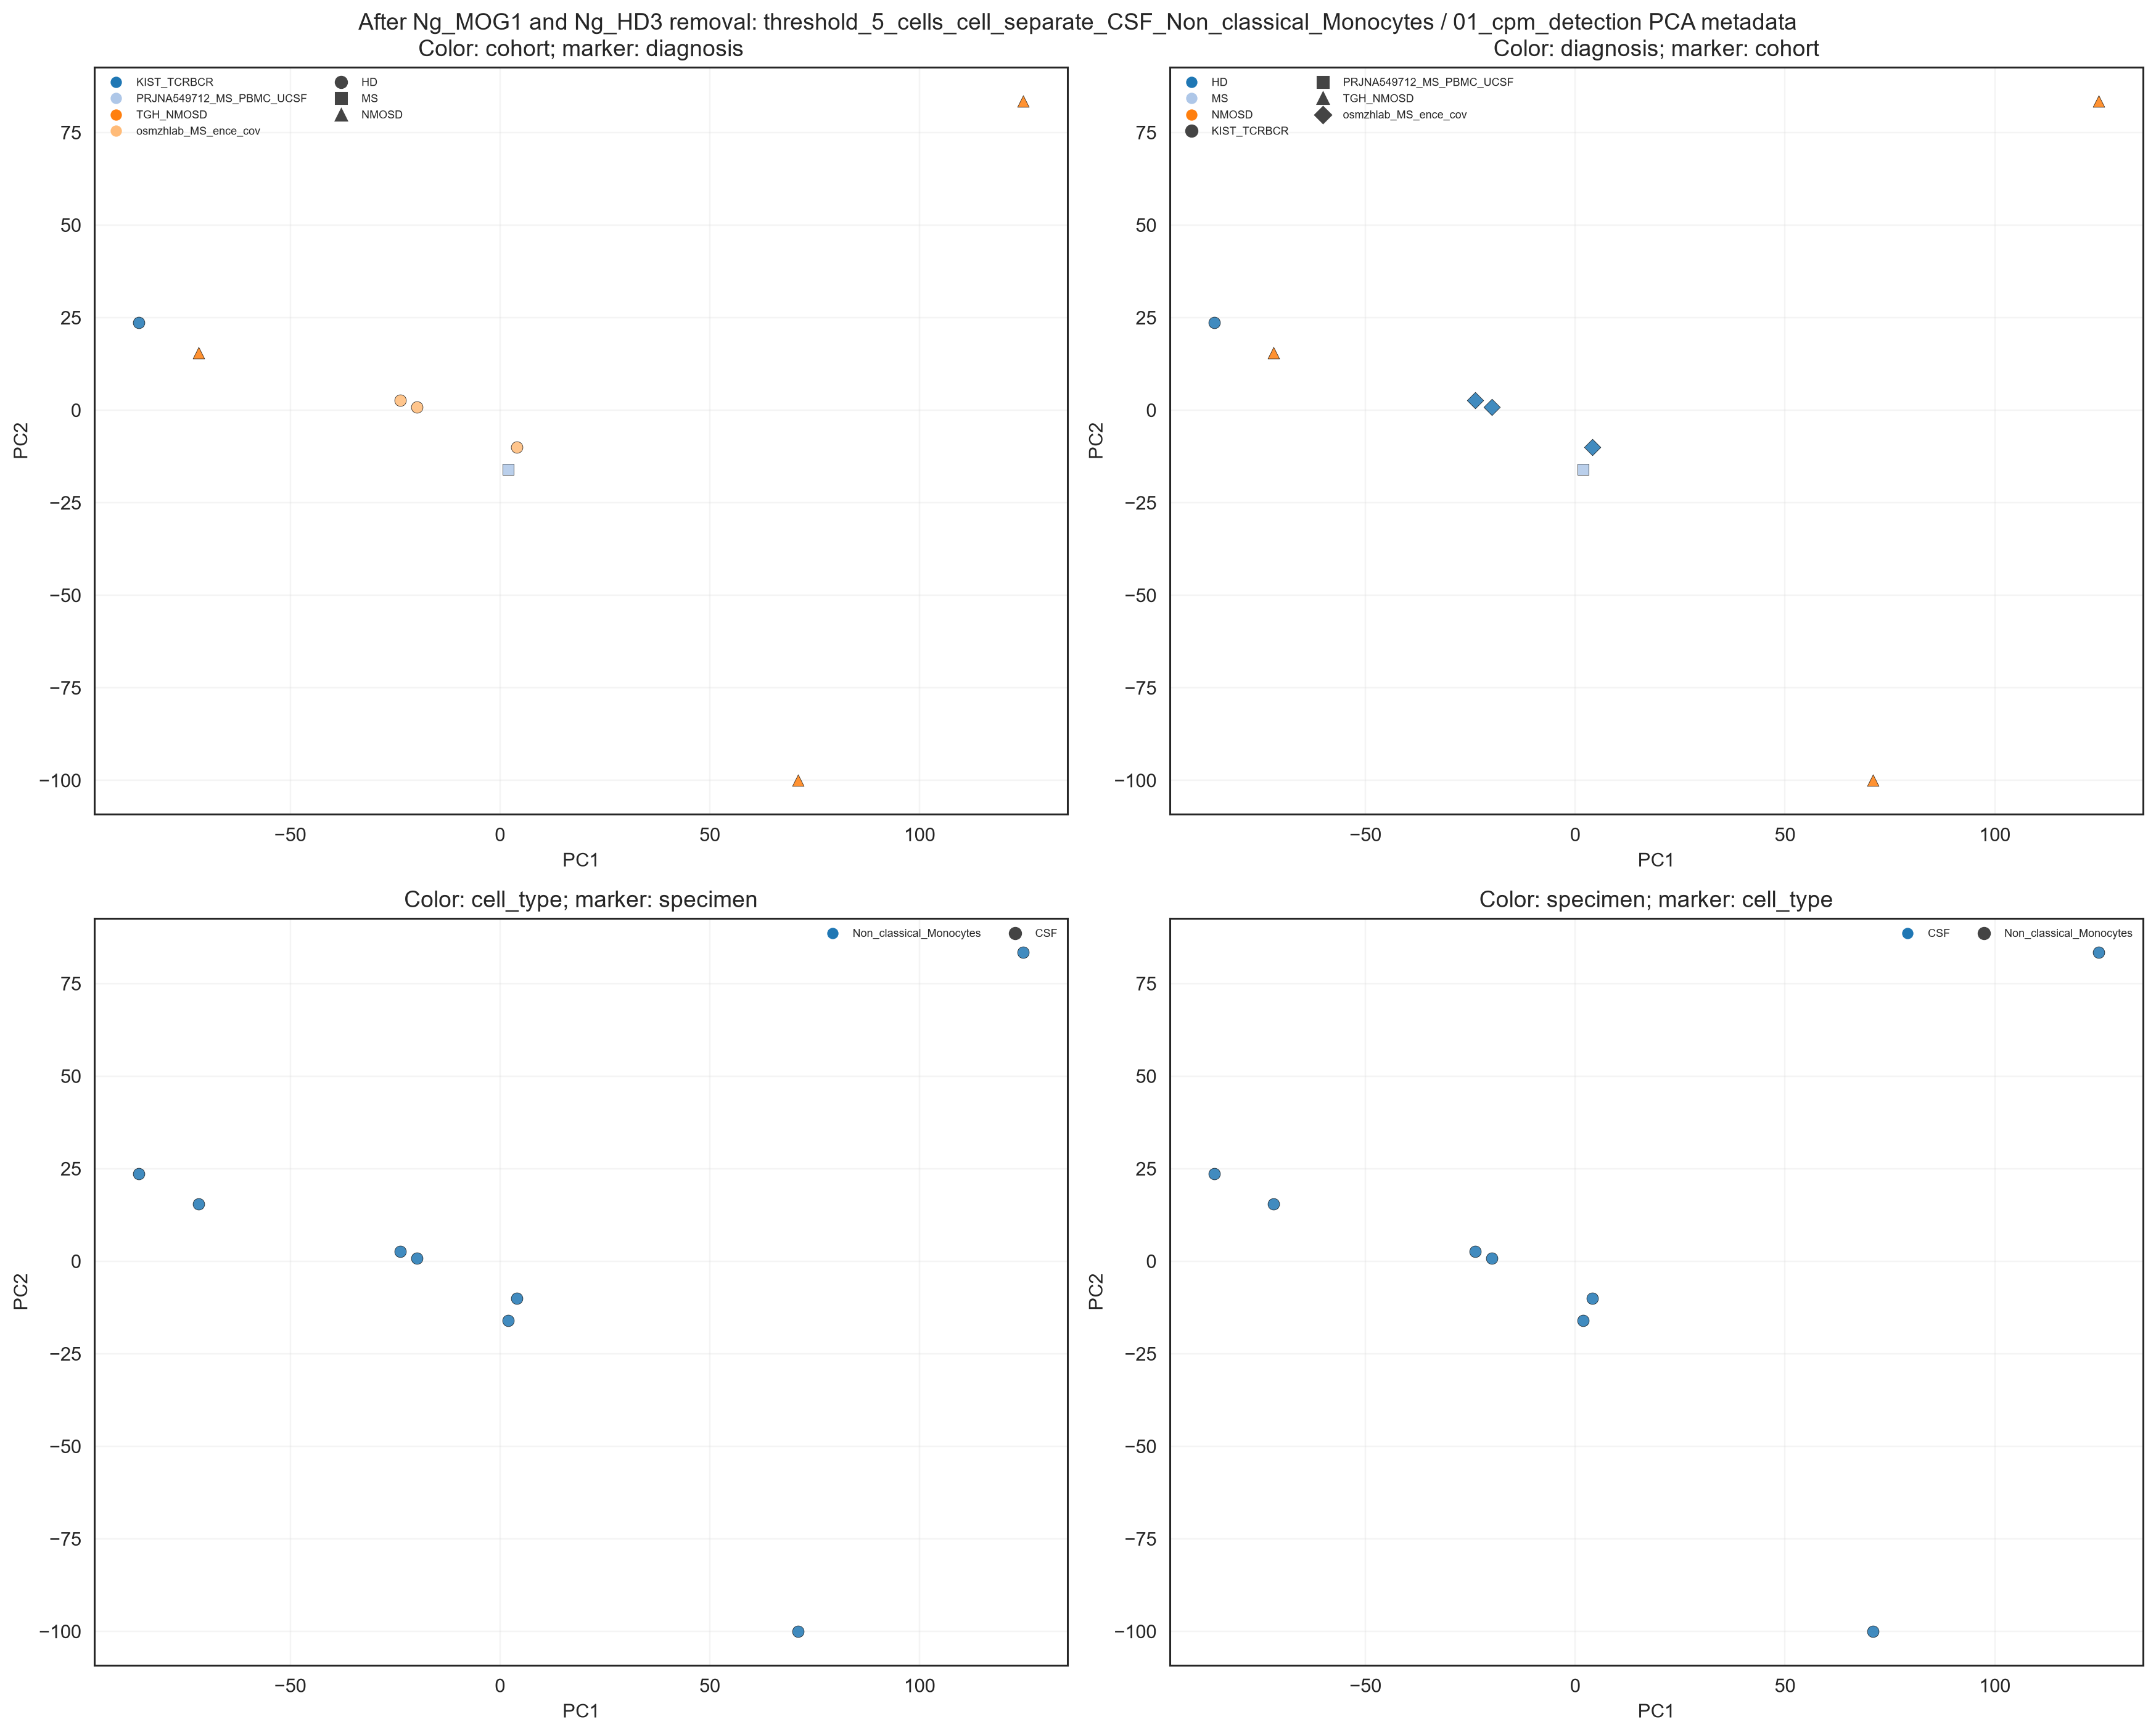 After Ng_MOG1 and Ng_HD3 removal: threshold_5_cells_cell_separate_CSF_Non_classical_Monocytes / 01_cpm_detection PCA metadata
Color: cohort; marker: diagnosis
KIST_TCRBCR
PRJNA549712_MS_PBMC_UCSF
TGH_NMOSD
osmzhlab_MS_ence_cov
HD
MS
NMOSD
75
50
25
0
−25
−50
−75
−100
PC2
−50
0
50
100
PC1
Color: diagnosis; marker: cohort
HD
MS
NMOSD
KIST_TCRBCR
PRJNA549712_MS_PBMC_UCSF
TGH_NMOSD
osmzhlab_MS_ence_cov
75
50
25
0
−25
−50
−75
−100
PC2
−50
0
50
100
PC1
Color: cell_type; marker: specimen
Non_classical_Monocytes
CSF
75
50
25
0
−25
−50
−75
−100
PC2
−50
0
50
100
PC1
Color: specimen; marker: cell_type
CSF
Non_classical_Monocytes
75
50
25
0
−25
−50
−75
−100
PC2
−50
0
50
100
PC1